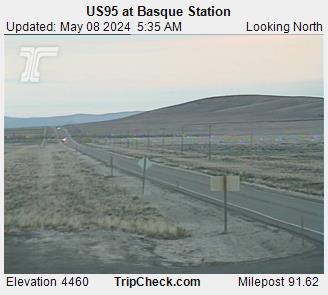 US95 at Basque Station
Updated: May 08 2024 5:35 AM Looking North
Elevation 4460 TripCheck.com Milepost 91.62